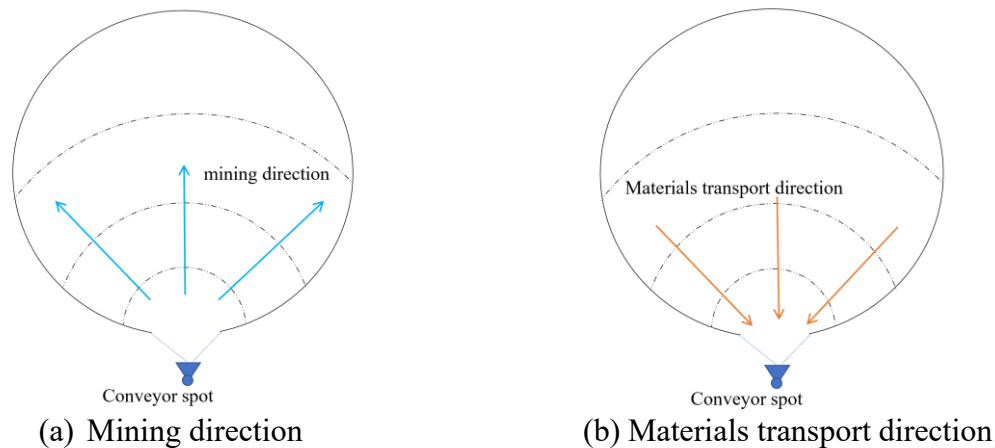 mining direction
Conveyor spot
(a) Mining direction
Materials transport direction
Conveyor spot
(b) Materials transport direction